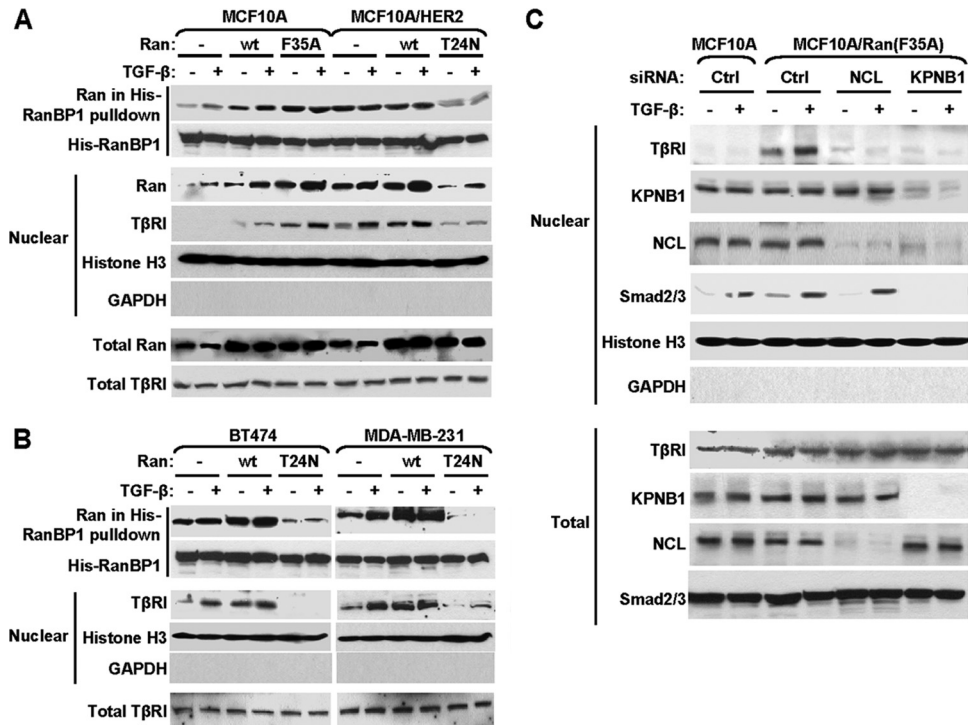 A
MCF10A MCF10A/HER2
Ran: - wt F35A - wt T24N
TGF-β: - + - + - + - + - + - +
Ran in His-
RanBP1 pulldown
His-RanBP1
Nuclear
Ran
TβRI
Histone H3
GAPDH
Total Ran
Total TβRI
B
BT474 MDA-MB-231
Ran: - wt T24N - wt T24N
TGF-β: - + - + - + - + - + - +
Ran in His-
RanBP1 pulldown
His-RanBP1
Nuclear
TβRI
Histone H3
GAPDH
Total TβRI
C
MCF10A MCF10A/Ran(F35A)
siRNA: Ctrl Ctrl NCL KPNB1
TGF-β: - + - + - + - +
Nuclear
TβRI
KPNB1
NCL
Smad2/3
Histone H3
GAPDH
Total
TβRI
KPNB1
NCL
Smad2/3